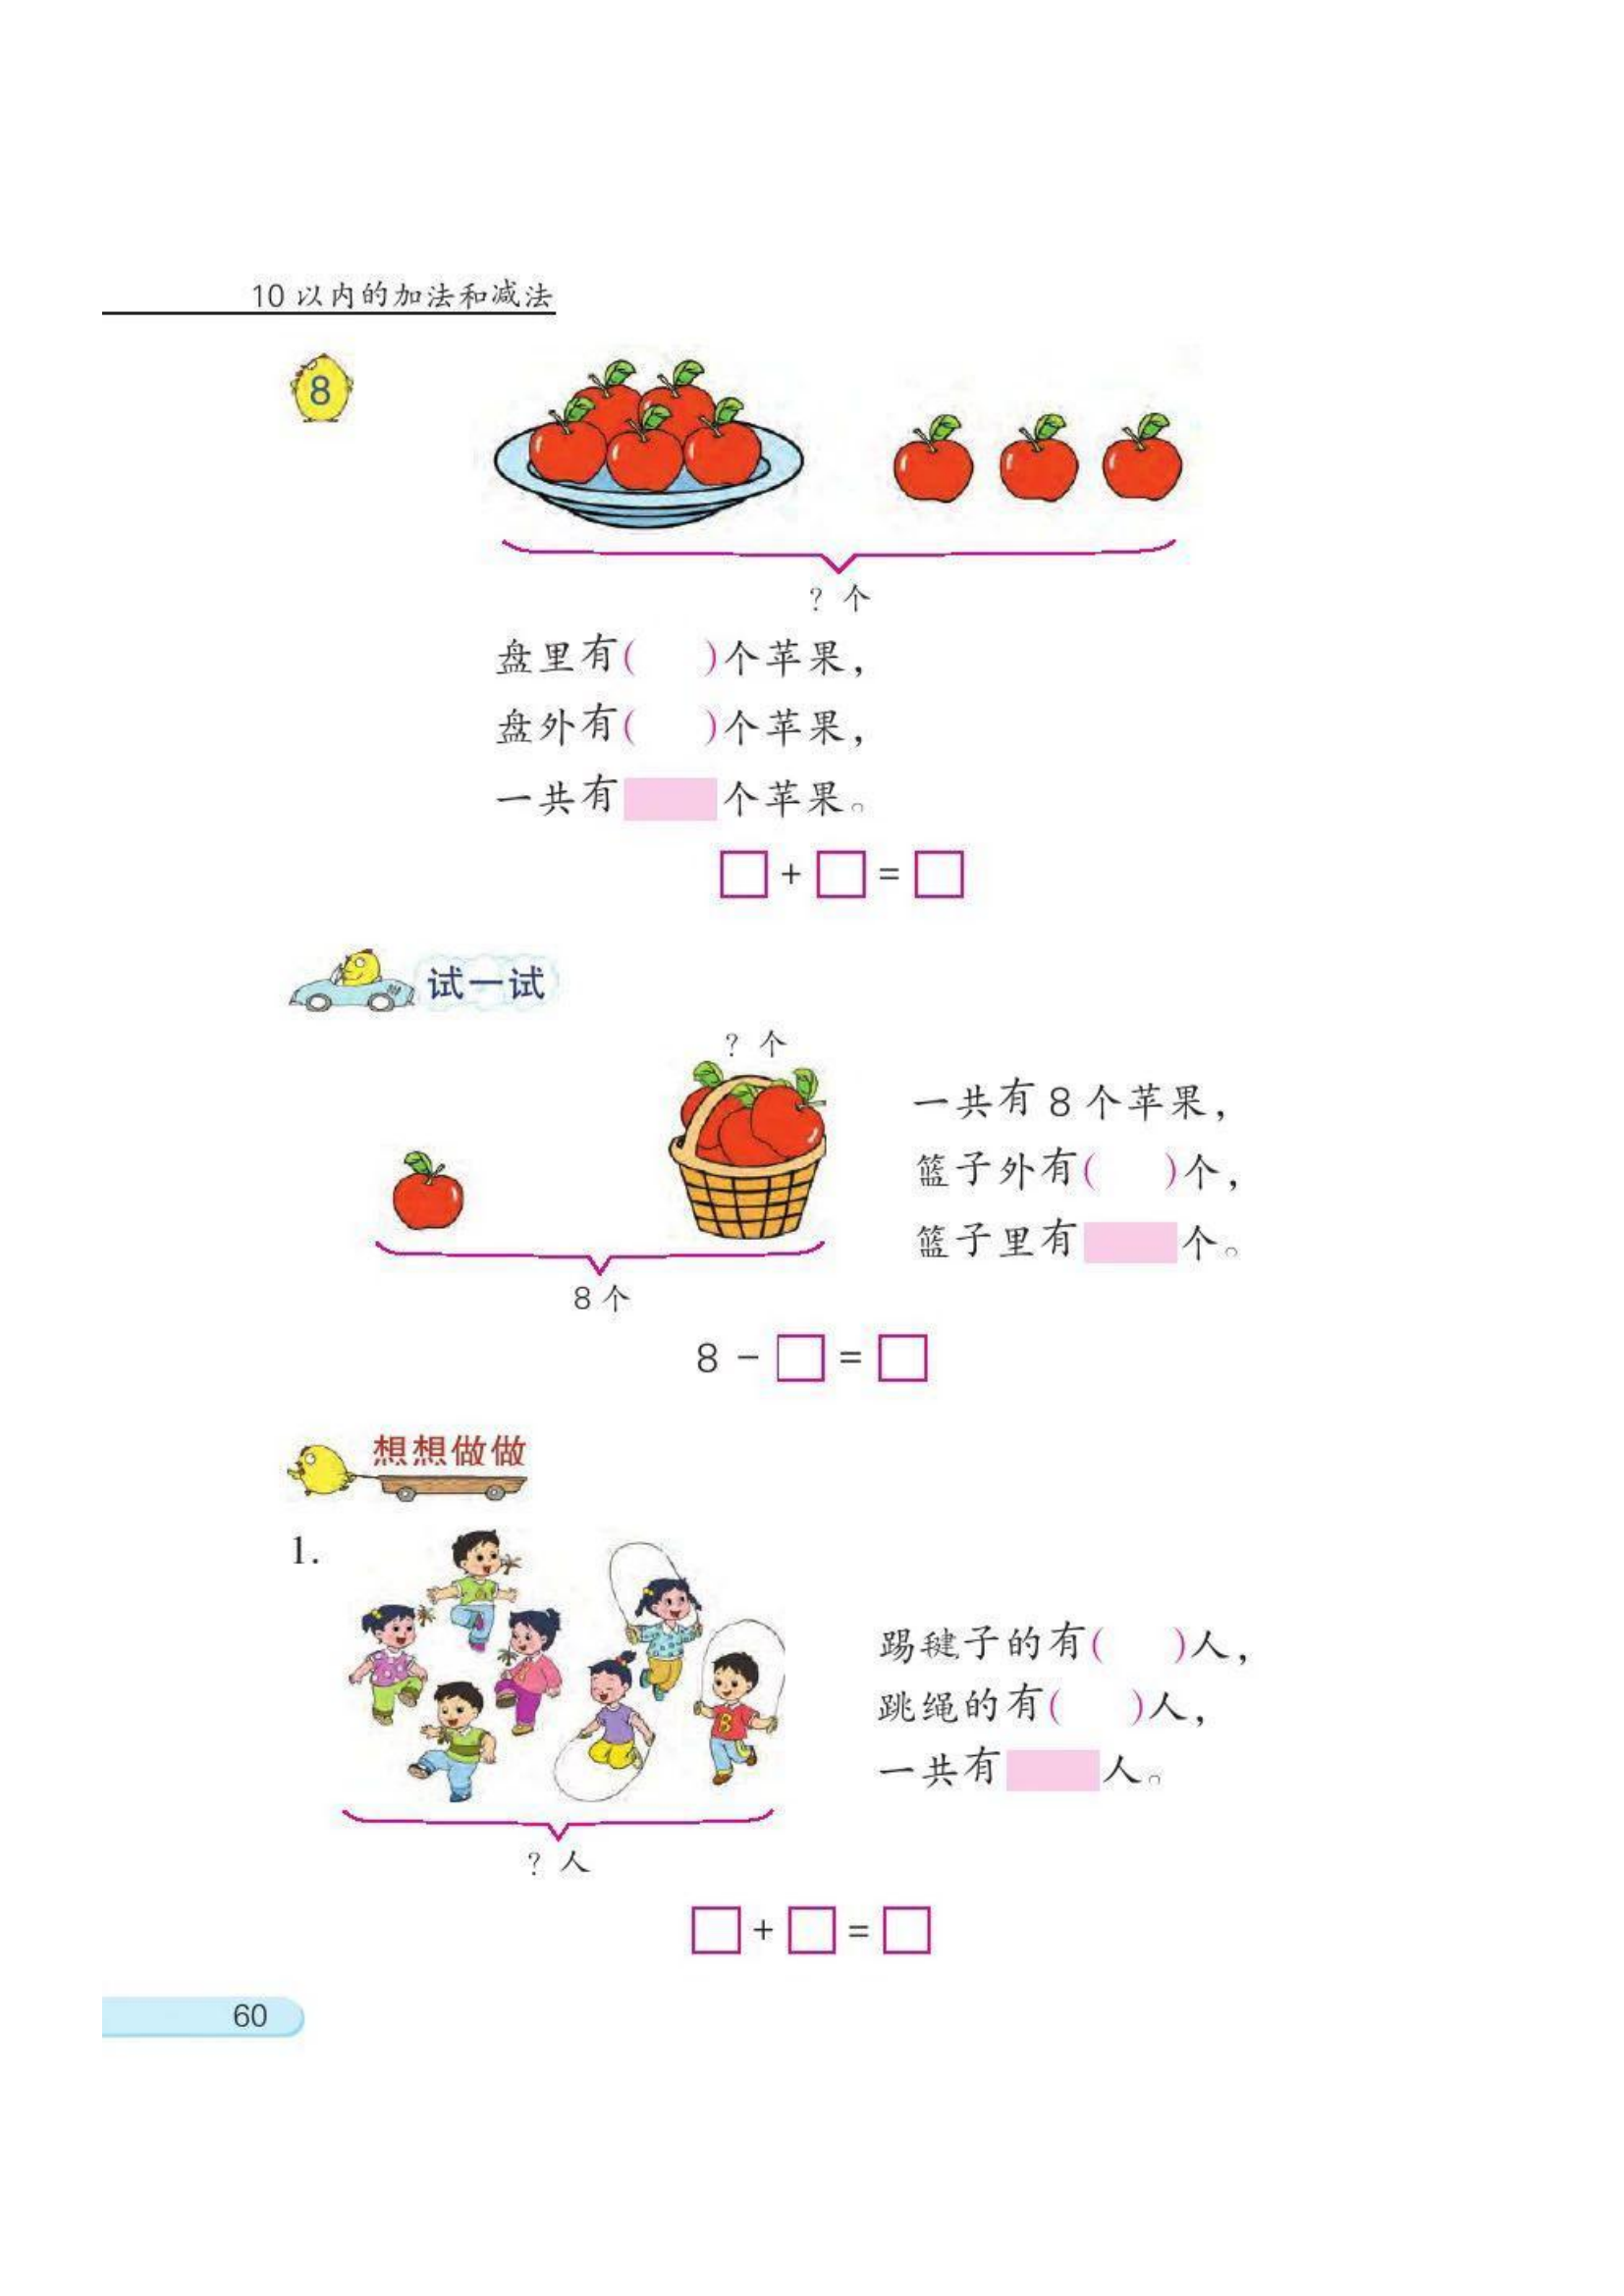 10 以内的加法和减法
8
? 个
盘里有(  )个苹果,
盘外有(  )个苹果,
一共有 个苹果。
□ + □ = □
试一试
? 个
一共有 8 个苹果,
篮子外有(  )个,
篮子里有 个。
8 个
8 - □ = □
想想做做
1.
踢毽子的有(  )人,
跳绳的有(  )人,
一共有 人。
? 人
□ + □ = □
60